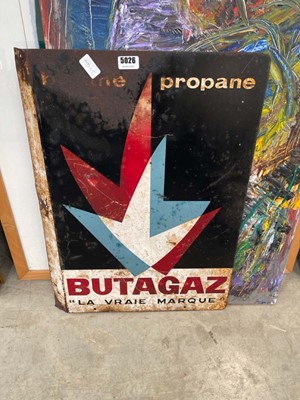 5026
propane
BUTAGAZ
"LA VRAIE MARQUE"